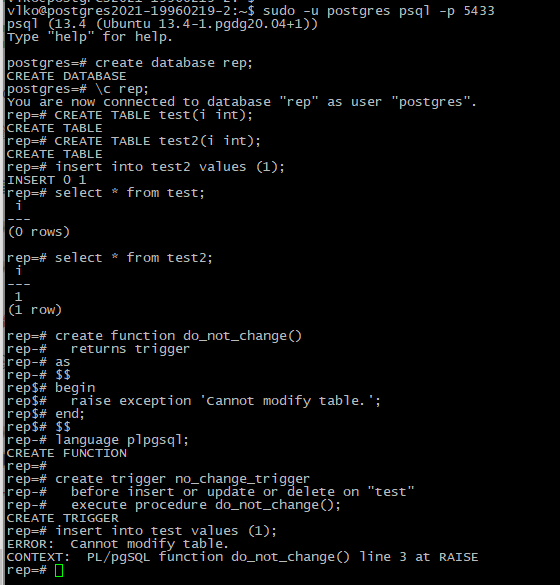 vlko@postgres2021-19960219-2:~$ sudo -u postgres psql -p 5433
psql (13.4 (Ubuntu 13.4-1.pgdg20.04+1))
Type "help" for help.
postgres=# create database rep;
CREATE DATABASE
postgres=# \c rep;
You are now connected to database "rep" as user "postgres".
rep=# CREATE TABLE test(i int);
CREATE TABLE
rep=# CREATE TABLE test2(i int);
CREATE TABLE
rep=# insert into test2 values (1);
INSERT 0 1
rep=# select * from test;
i
---
(0 rows)
rep=# select * from test2;
i
---
1
(1 row)
rep=# create function do_not_change()
rep-#   returns trigger
rep-# as
rep-# $$
rep$# begin
rep$#   raise exception 'Cannot modify table.';
rep$# end;
rep$# $$
rep-# language plpgsql;
CREATE FUNCTION
rep=#
rep=# create trigger no_change_trigger
rep-#   before insert or update or delete on "test"
rep-#   execute procedure do_not_change();
CREATE TRIGGER
rep=# insert into test values (1);
ERROR:  Cannot modify table.
CONTEXT:  PL/pgSQL function do_not_change() line 3 at RAISE
rep=#